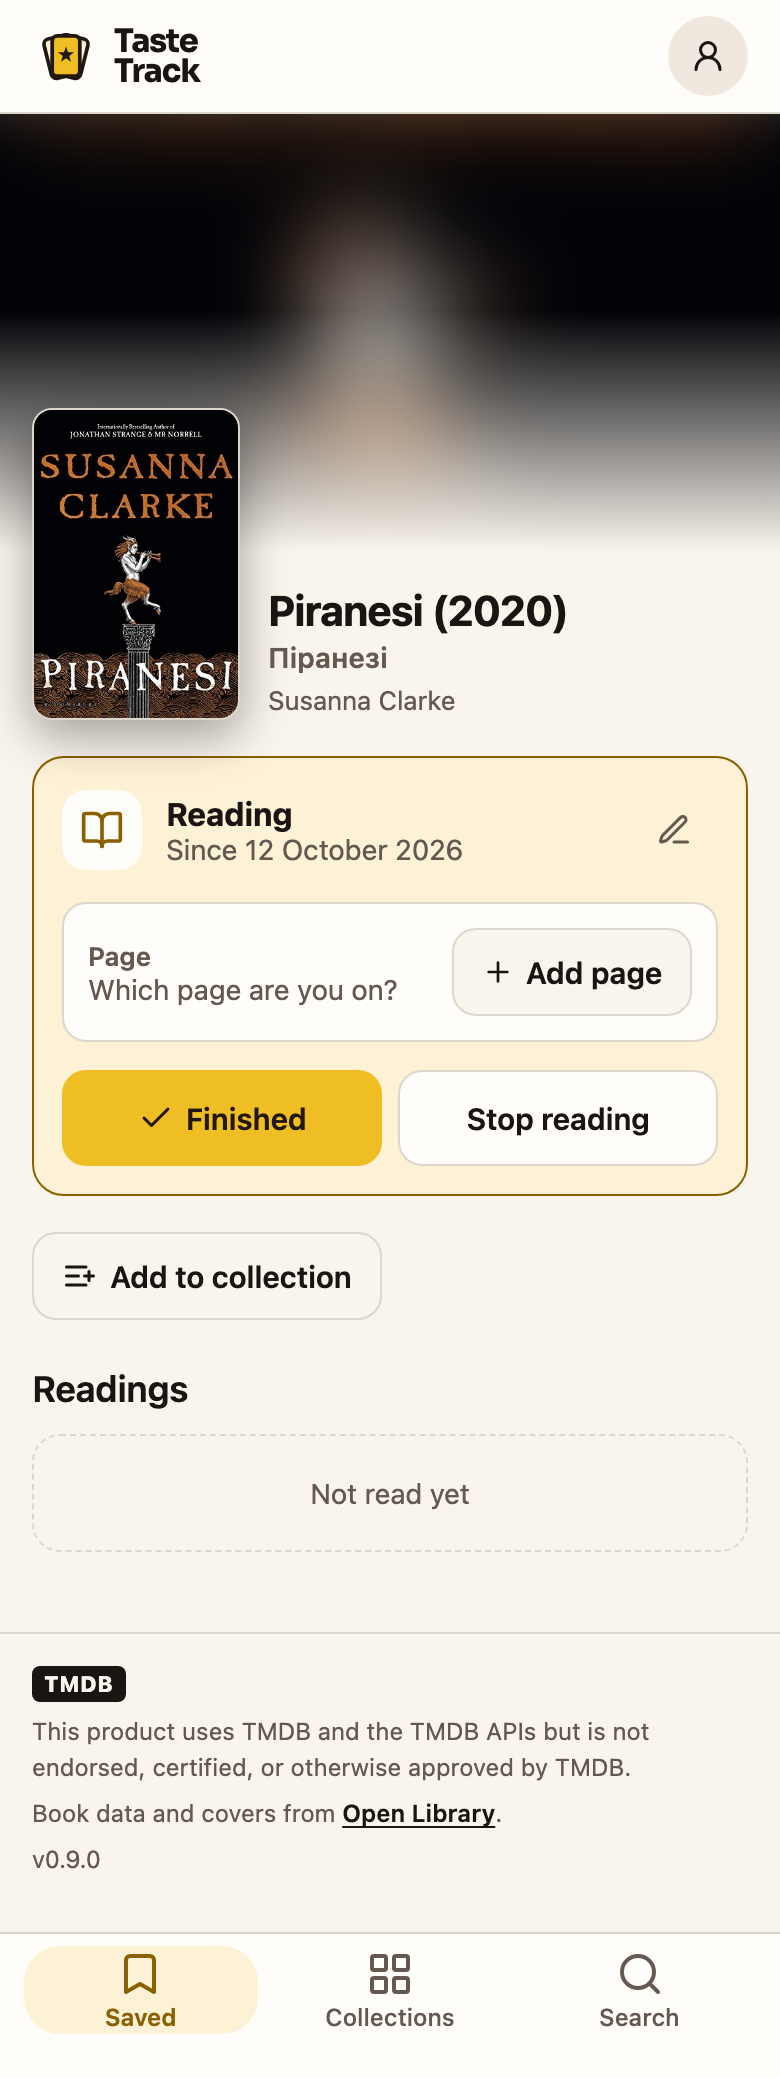 Taste
Track
Internationally Bestselling Author of
JONATHAN STRANGE & MR NORRELL
SUSANNA
CLARKE
PIRANESI
Piranesi (2020)
Піранезі
Susanna Clarke
Reading
Since 12 October 2026
Page
Which page are you on?
Add page
Finished
Stop reading
Add to collection
Readings
Not read yet
TMDB
This product uses TMDB and the TMDB APIs but is not
endorsed, certified, or otherwise approved by TMDB.
Book data and covers from Open Library.
v0.9.0
Saved
Collections
Search